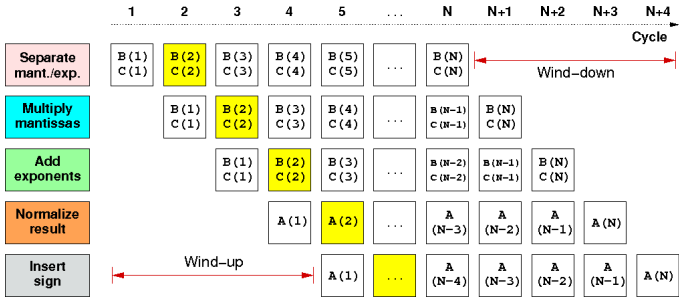 1 2 3 4 5 ... N N+1 N+2 N+3 N+4
Cycle
Separate
mant./exp.
B(1) B(2) B(3) B(4) B(5) ... B(N)
C(1) C(2) C(3) C(4) C(5) C(N)
Wind-down
Multiply
mantissas
B(1) B(2) B(3) B(4) ... B(N-1) B(N)
C(1) C(2) C(3) C(4) C(N-1) C(N)
Add
exponents
B(1) B(2) B(3) ... B(N-2) B(N-1) B(N)
C(1) C(2) C(3) C(N-2) C(N-1) C(N)
Normalize
result
A(1) A(2) ... A A A A(N)
(N-3) (N-2) (N-1)
Insert
sign
Wind-up
A(1) ... A A A A A(N)
(N-4) (N-3) (N-2) (N-1)